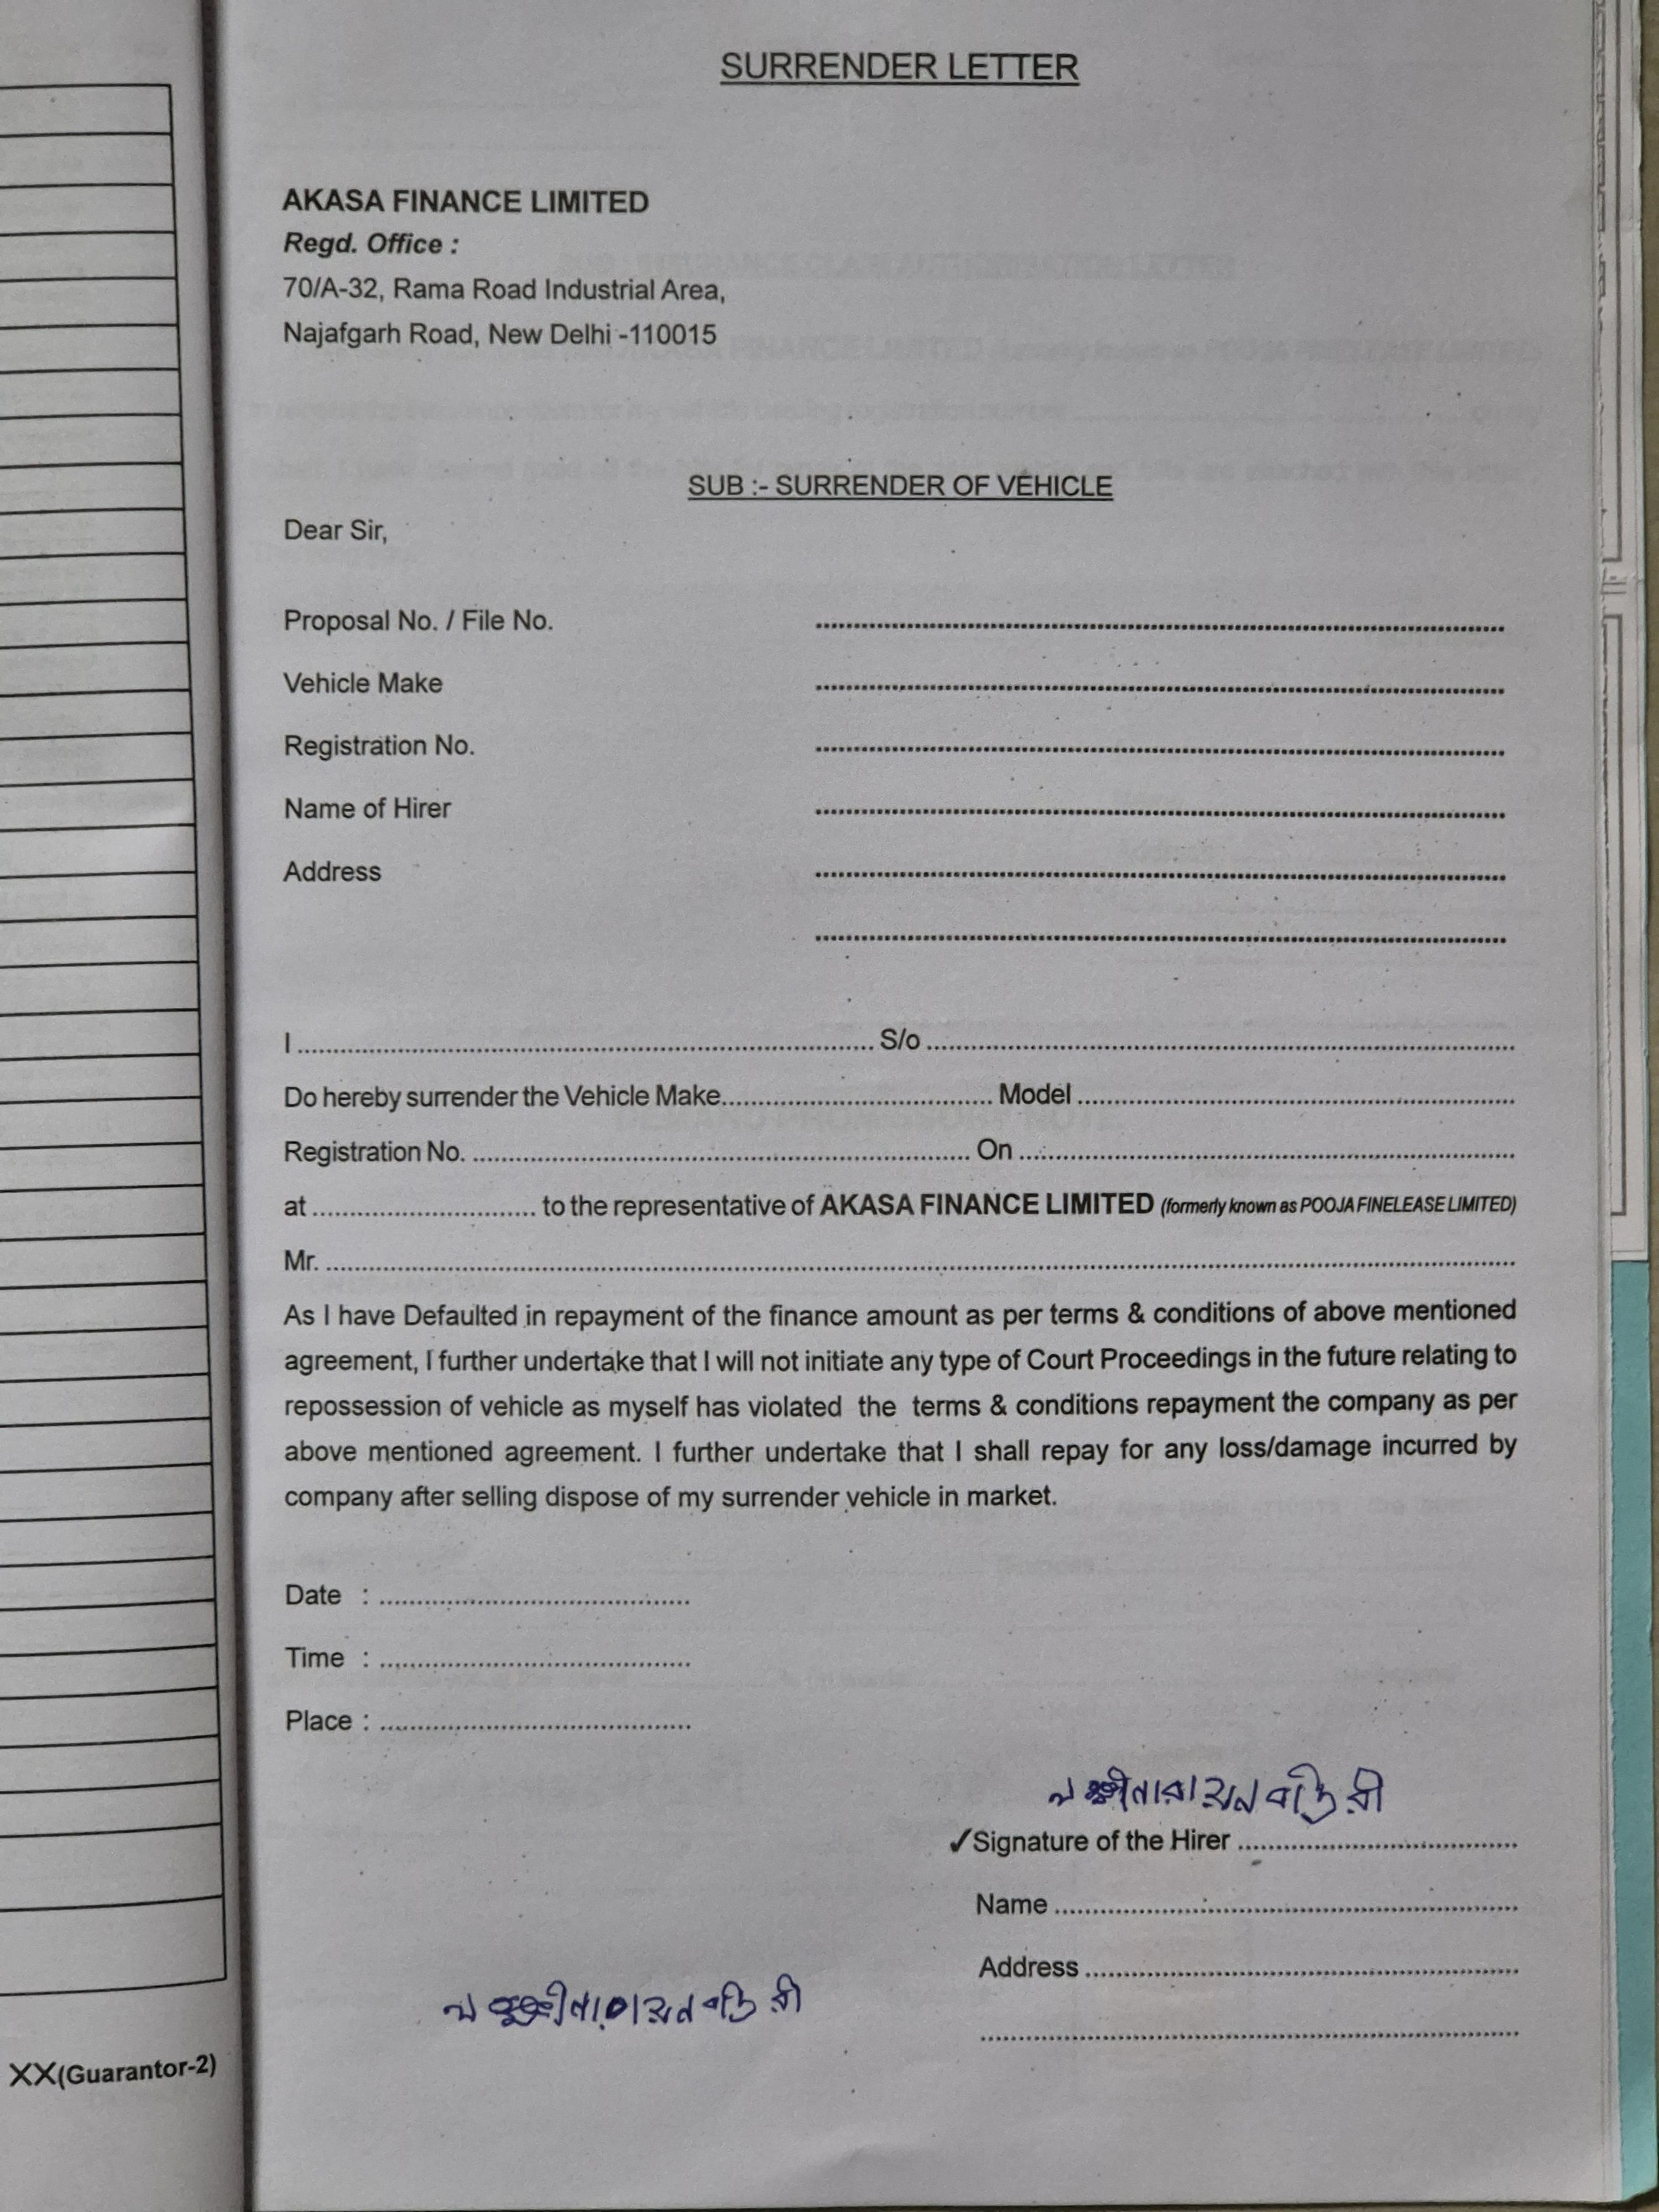 SURRENDER LETTER
AKASA FINANCE LIMITED
Regd. Office :
70/A-32, Rama Road Industrial Area,
Najafgarh Road, New Delhi -110015
SUB :- SURRENDER OF VEHICLE
Dear Sir,
Proposal No. / File No. ....................
Vehicle Make ....................
Registration No. ....................
Name of Hirer ....................
Address ....................
....................
I .................... S/o ....................
Do hereby surrender the Vehicle Make.................... Model ....................
Registration No. .................... On ....................
at .................... to the representative of AKASA FINANCE LIMITED (formerly known as POOJA FINELEASE LIMITED)
Mr. ....................
As I have Defaulted in repayment of the finance amount as per terms & conditions of above mentioned
agreement, I further undertake that I will not initiate any type of Court Proceedings in the future relating to
repossession of vehicle as myself has violated the terms & conditions repayment the company as per
above mentioned agreement. I further undertake that I shall repay for any loss/damage incurred by
company after selling dispose of my surrender vehicle in market.
Date : ....................
Time : ....................
Place : ....................
✓Signature of the Hirer ....................
Name ....................
Address ....................
....................
XX(Guarantor-2)